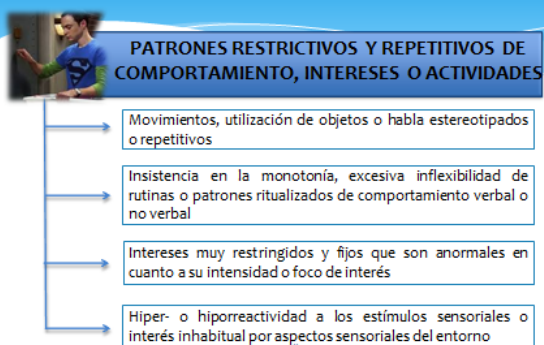 PATRONES RESTRICTIVOS Y REPETITIVOS DE
COMPORTAMIENTO, INTERESES O ACTIVIDADES
Movimientos, utilización de objetos o habla estereotipados
o repetitivos
Insistencia en la monotonía, excesiva inflexibilidad de
rutinas o patrones ritualizados de comportamiento verbal o
no verbal
Intereses muy restringidos y fijos que son anormales en
cuanto a su intensidad o foco de interés
Hiper- o hiporreactividad a los estímulos sensoriales o
interés inhabitual por aspectos sensoriales del entorno